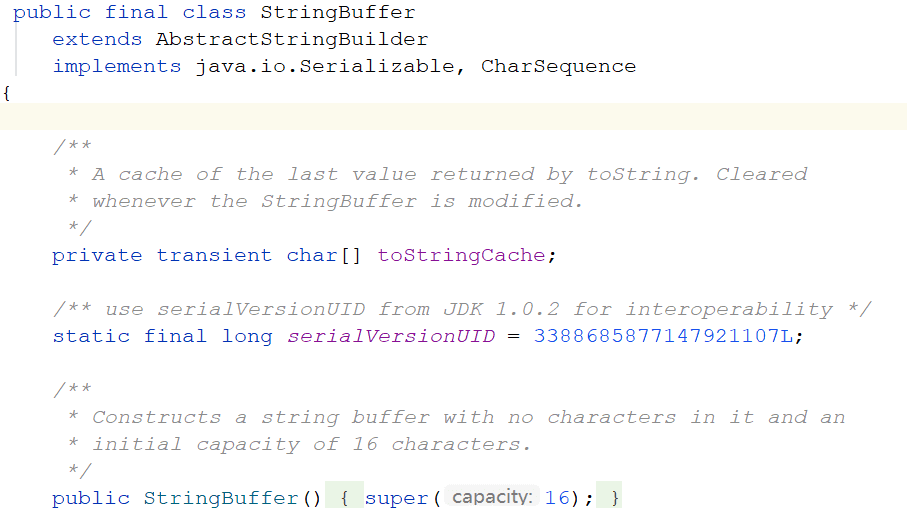 public final class StringBuffer
extends AbstractStringBuilder
implements java.io.Serializable, CharSequence
{
/**
* A cache of the last value returned by toString. Cleared
* whenever the StringBuffer is modified.
*/
private transient char[] toStringCache;
/** use serialVersionUID from JDK 1.0.2 for interoperability */
static final long serialVersionUID = 3388685877147921107L;
/**
* Constructs a string buffer with no characters in it and an
* initial capacity of 16 characters.
*/
public StringBuffer() { super( capacity: 16); }